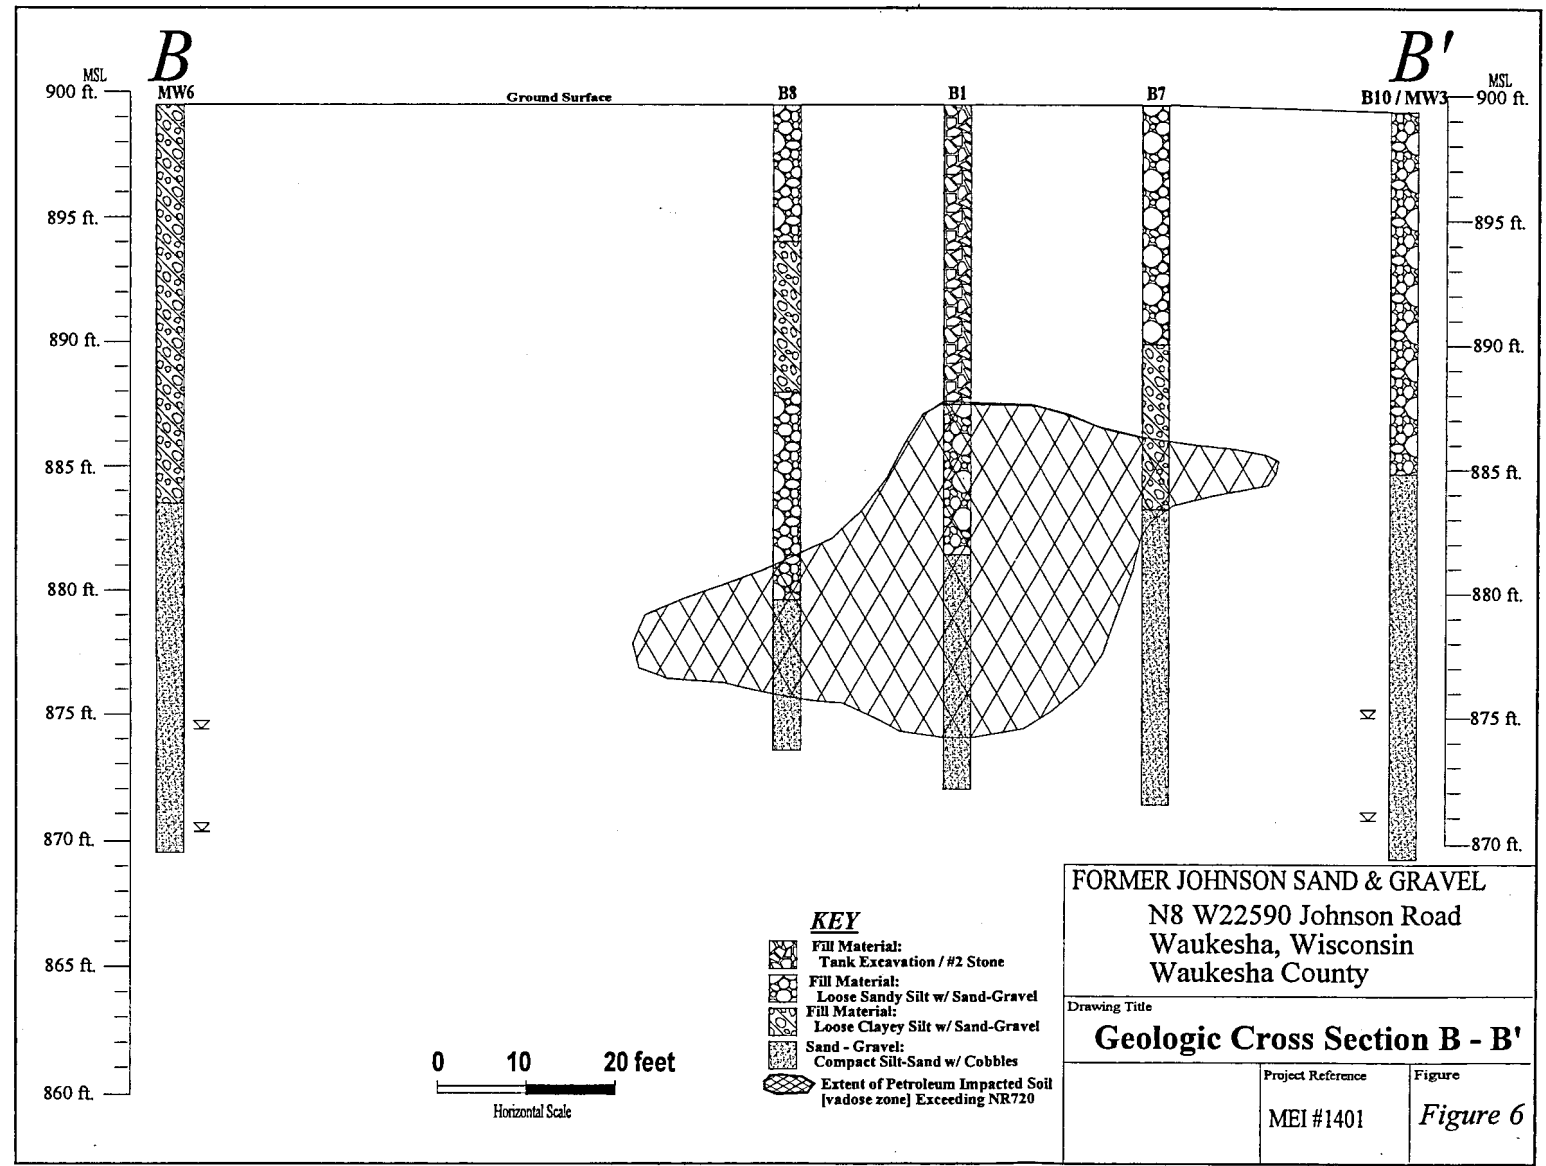 B
B'
MSL
MSL
900 ft.
MW6
Ground Surface
B8
B1
B7
B10 / MW3
900 ft.
895 ft.
895 ft.
890 ft.
890 ft.
885 ft.
885 ft.
880 ft.
880 ft.
875 ft.
875 ft.
870 ft.
870 ft.
865 ft.
860 ft.
0 10 20 feet
Horizontal Scale
KEY
Fill Material:
Tank Excavation / #2 Stone
Fill Material:
Loose Sandy Silt w/ Sand-Gravel
Fill Material:
Loose Clayey Silt w/ Sand-Gravel
Sand - Gravel:
Compact Silt-Sand w/ Cobbles
Extent of Petroleum Impacted Soil
[vadose zone] Exceeding NR720
FORMER JOHNSON SAND & GRAVEL
N8 W22590 Johnson Road
Waukesha, Wisconsin
Waukesha County
Drawing Title
Geologic Cross Section B - B'
Project Reference
MEI #1401
Figure
Figure 6